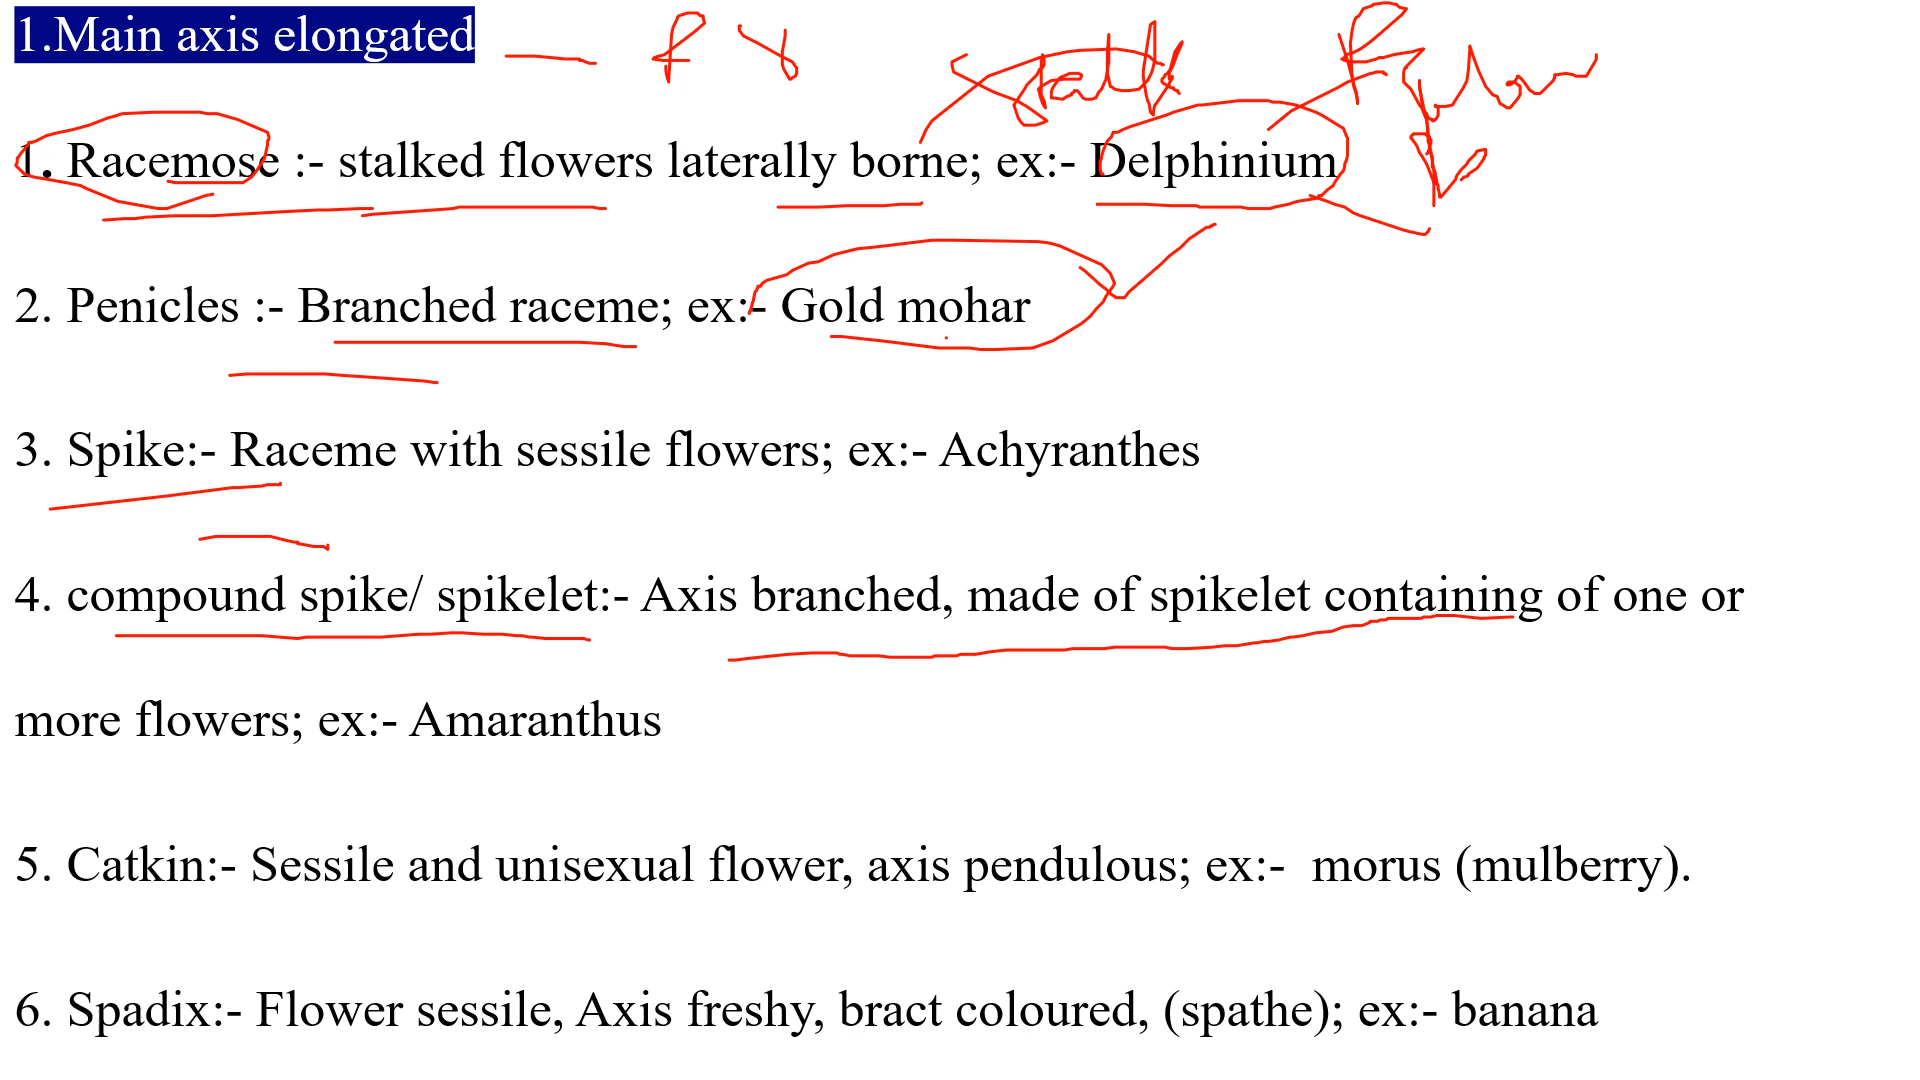 1.Main axis elongated
1. Racemose :- stalked flowers laterally borne; ex:- Delphinium
2. Penicles :- Branched raceme; ex:- Gold mohar
3. Spike:- Raceme with sessile flowers; ex:- Achyranthes
4. compound spike/ spikelet:- Axis branched, made of spikelet containing of one or
more flowers; ex:- Amaranthus
5. Catkin:- Sessile and unisexual flower, axis pendulous; ex:- morus (mulberry).
6. Spadix:- Flower sessile, Axis freshy, bract coloured, (spathe); ex:- banana